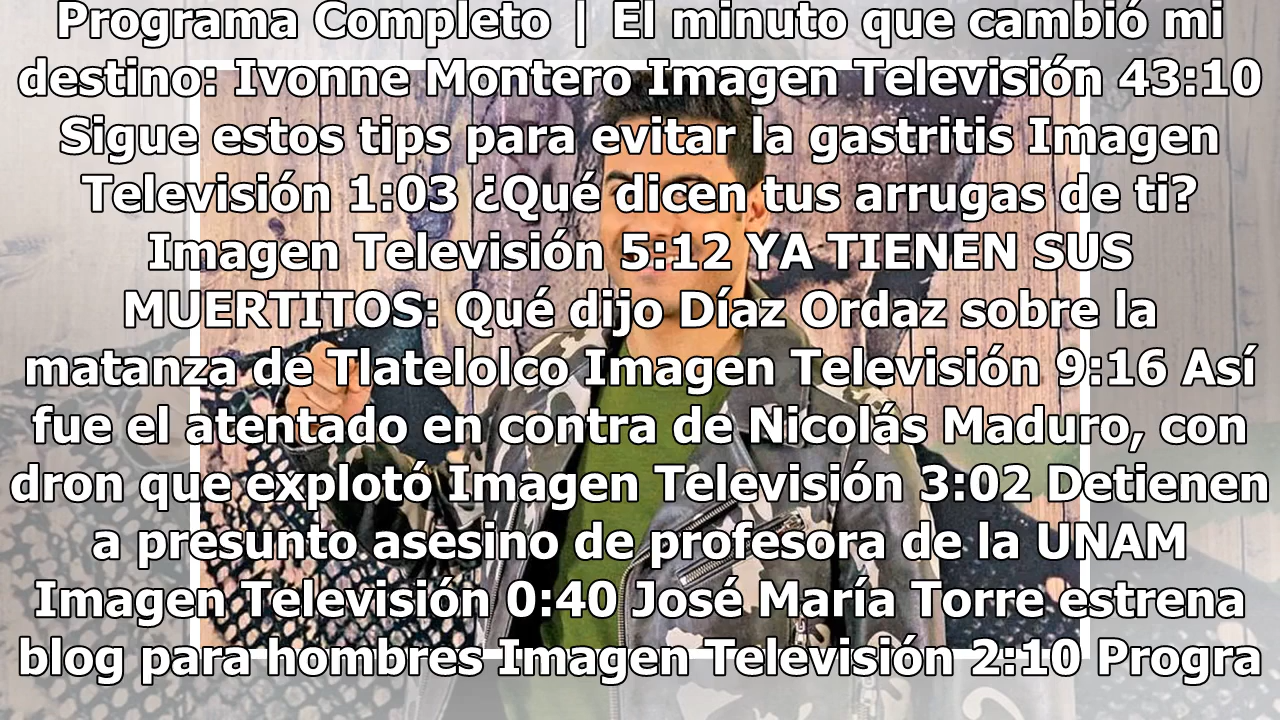 Programa Completo | El minuto que cambió mi
destino: Ivonne Montero Imagen Televisión 43:10
Sigue estos tips para evitar la gastritis Imagen
Televisión 1:03 ¿Qué dicen tus arrugas de ti?
Imagen Televisión 5:12 YA TIENEN SUS
MUERTITOS: Qué dijo Díaz Ordaz sobre la
matanza de Tlatelolco Imagen Televisión 9:16 Así
fue el atentado en contra de Nicolás Maduro, con
dron que explotó Imagen Televisión 3:02 Detienen
a presunto asesino de profesora de la UNAM
Imagen Televisión 0:40 José María Torre estrena
blog para hombres Imagen Televisión 2:10 Progra